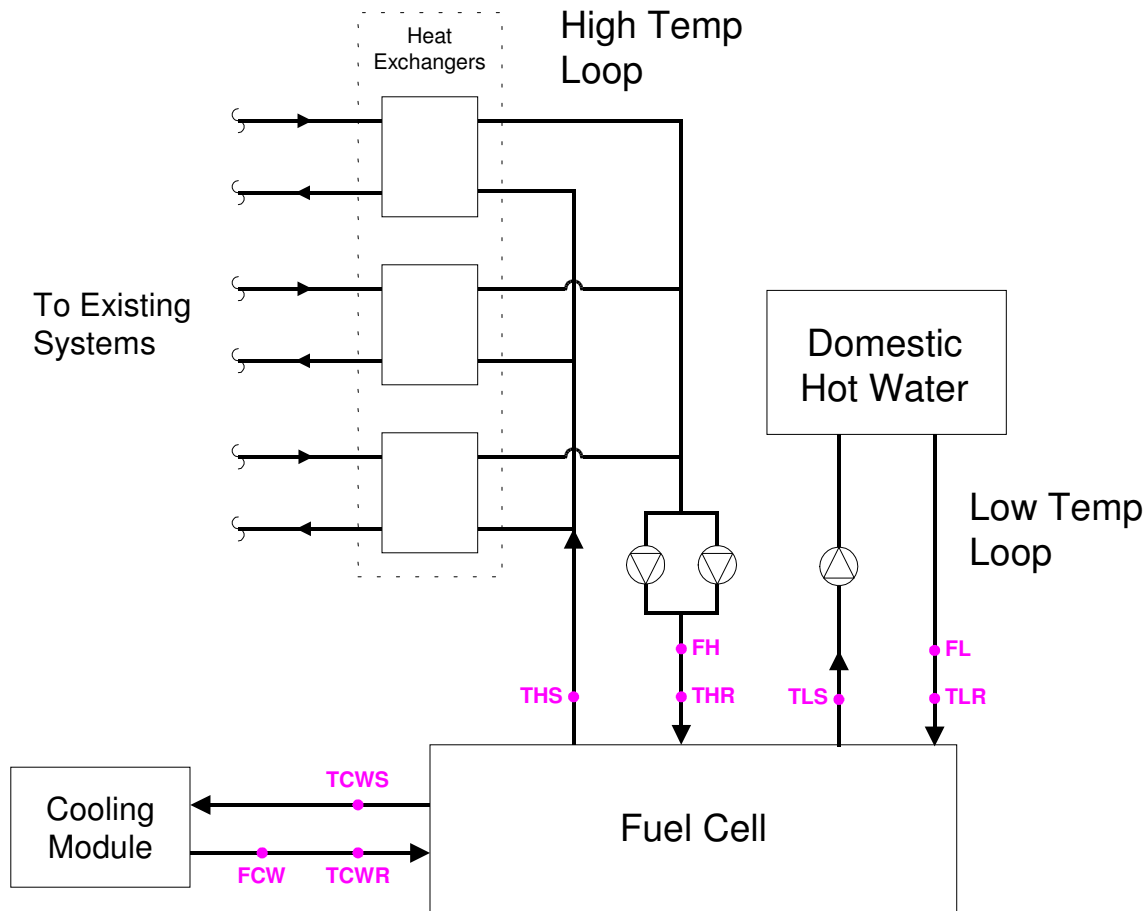 High Temp
Loop
Heat
Exchangers
To Existing
Systems
Domestic
Hot Water
Low Temp
Loop
FH
FL
THS
THR
TLS
TLR
TCWS
Cooling
Module
Fuel Cell
FCW
TCWR